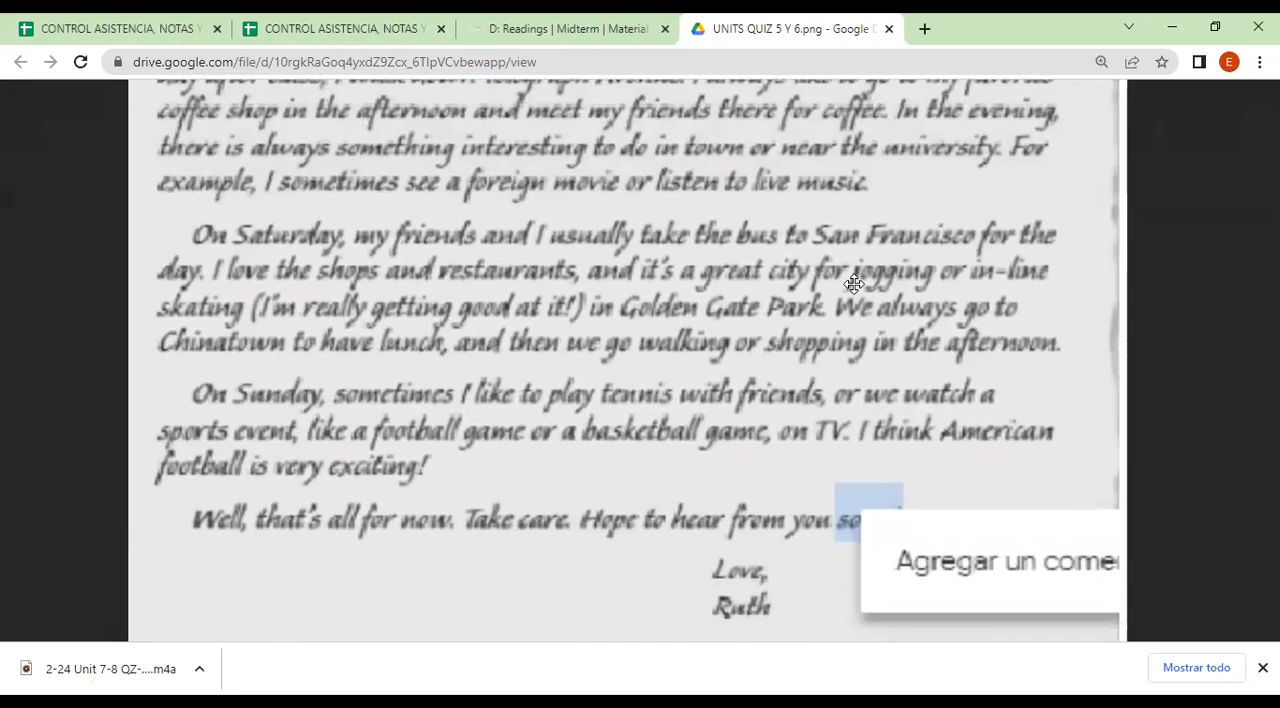 CONTROL ASISTENCIA, NOTAS Y
CONTROL ASISTENCIA, NOTAS Y
D: Readings | Midterm | Material
UNITS QUIZ 5 Y 6.png - Google D
drive.google.com/file/d/10rgkRaGoq4yxdZ9Zcx_6TlpVCvbewapp/view
E
coffee shop in the afternoon and meet my friends there for coffee. In the evening,
there is always something interesting to do in town or near the university. For
example, I sometimes see a foreign movie or listen to live music.
On Saturday, my friends and I usually take the bus to San Francisco for the
day. I love the shops and restaurants, and it's a great city for jogging or in-line
skating (I'm really getting good at it!) in Golden Gate Park. We always go to
Chinatown to have lunch, and then we go walking or shopping in the afternoon.
On Sunday, sometimes I like to play tennis with friends, or we watch a
sports event, like a football game or a basketball game, on TV. I think American
football is very exciting!
Well, that's all for now. Take care. Hope to hear from you so
Agregar un comen
Love,
Ruth
2-24 Unit 7-8 QZ-....m4a
Mostrar todo